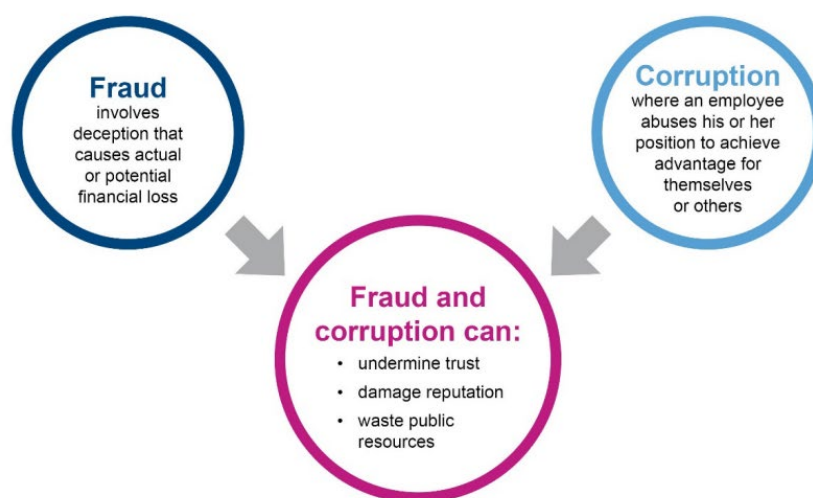 Fraud
involves
deception that
causes actual
or potential
financial loss
Corruption
where an employee
abuses his or her
position to achieve
advantage for
themselves
or others
Fraud and
corruption can:
• undermine trust
• damage reputation
• waste public
resources